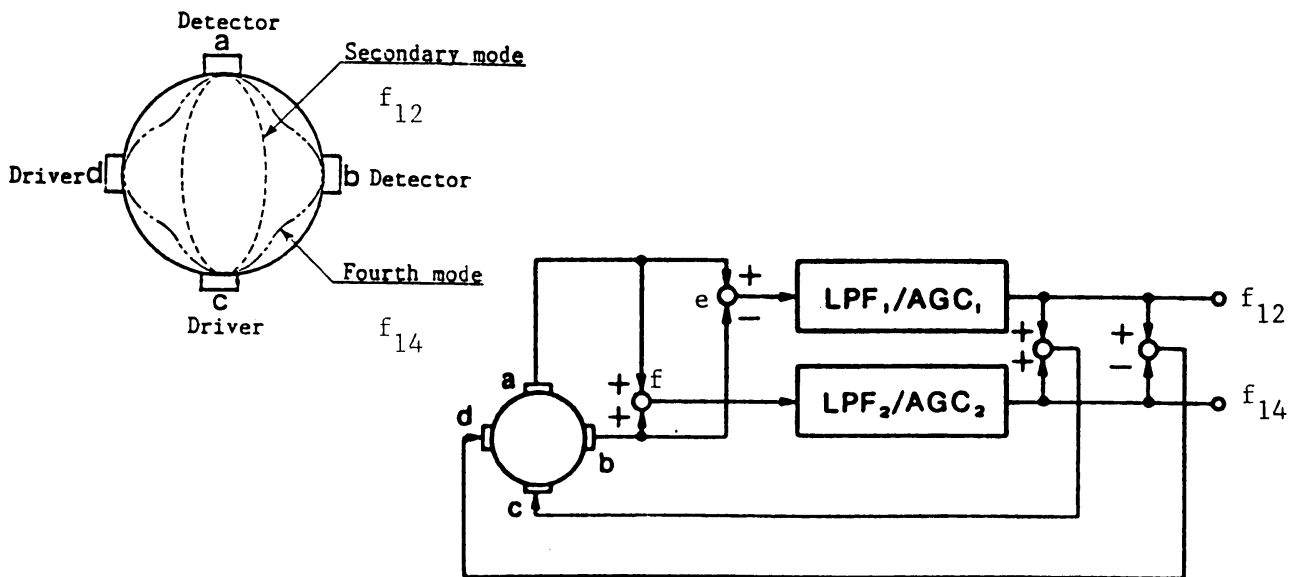 Detector
a
Secondary mode
f12
Driver d
b Detector
Fourth mode
c
Driver
f14
e
+
−
LPF₁/AGC₁
+
+
+
−
f12
a
+
f
+
LPF₂/AGC₂
f14
d
b
c